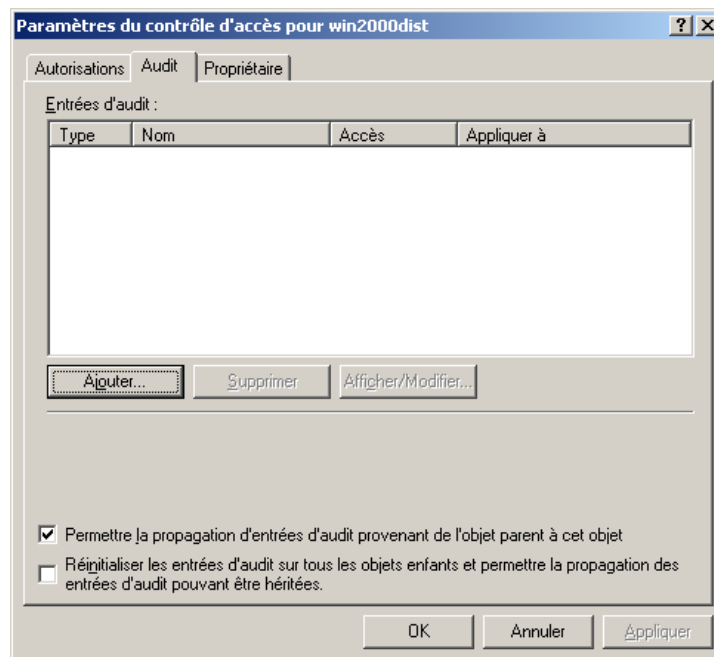 Paramètres du contrôle d'accès pour win2000dist
Autorisations Audit Propriétaire
Entrées d'audit :
Type Nom Accès Appliquer à
Ajouter... Supprimer Afficher/Modifier...
Permettre la propagation d'entrées d'audit provenant de l'objet parent à cet objet
Réinitialiser les entrées d'audit sur tous les objets enfants et permettre la propagation des
entrées d'audit pouvant être héritées.
OK Annuler Appliquer